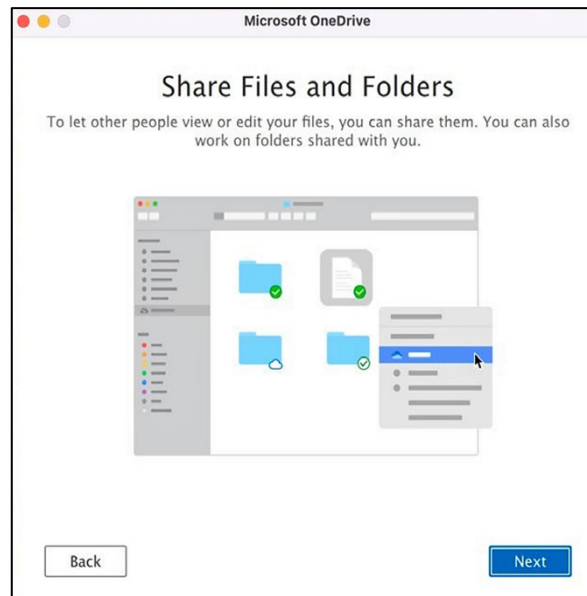 Microsoft OneDrive
Share Files and Folders
To let other people view or edit your files, you can share them. You can also
work on folders shared with you.
Back
Next